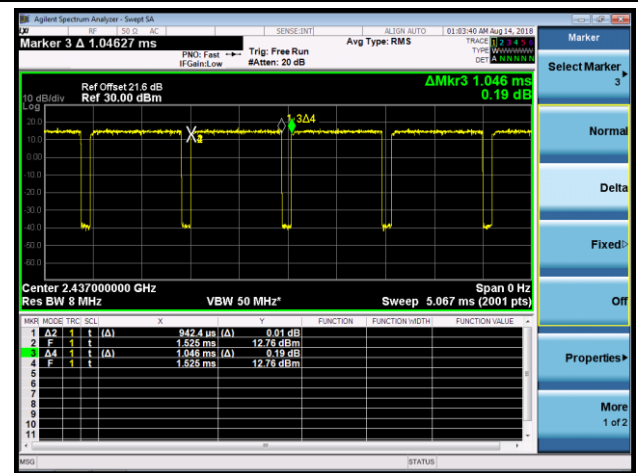 Agilent Spectrum Analyzer - Swept SA
RF 50 Ω AC SENSE:INT ALIGN AUTO 01:03:40 AM Aug 14, 2018
Marker 3 Δ 1.04627 ms
PNO: Fast
IFGain:Low
Trig: Free Run
#Atten: 20 dB
Avg Type: RMS
TRACE 1 2 3 4 5 6
TYPE WWWWWW
DET A N N N N N
Marker
Select Marker
3
Normal
Delta
Fixed
Off
Properties
More
1 of 2
Ref Offset 21.6 dB
Ref 30.00 dBm
10 dB/div
Log
ΔMkr3 1.046 ms
0.19 dB
20.0
10.0
0.00
-10.0
-20.0
-30.0
-40.0
-50.0
-60.0
3Δ4
Center 2.437000000 GHz
Span 0 Hz
Res BW 8 MHz
VBW 50 MHz*
Sweep 5.067 ms (2001 pts)
MKR MODE TRC SCL X Y FUNCTION FUNCTION WIDTH FUNCTION VALUE
1 Δ2 1 t (Δ) 942.4 µs (Δ) 0.01 dB
2 F 1 t 1.525 ms 12.76 dBm
3 Δ4 1 t (Δ) 1.046 ms (Δ) 0.19 dB
4 F 1 t 1.525 ms 12.76 dBm
5
6
7
8
9
10
11
MSG STATUS